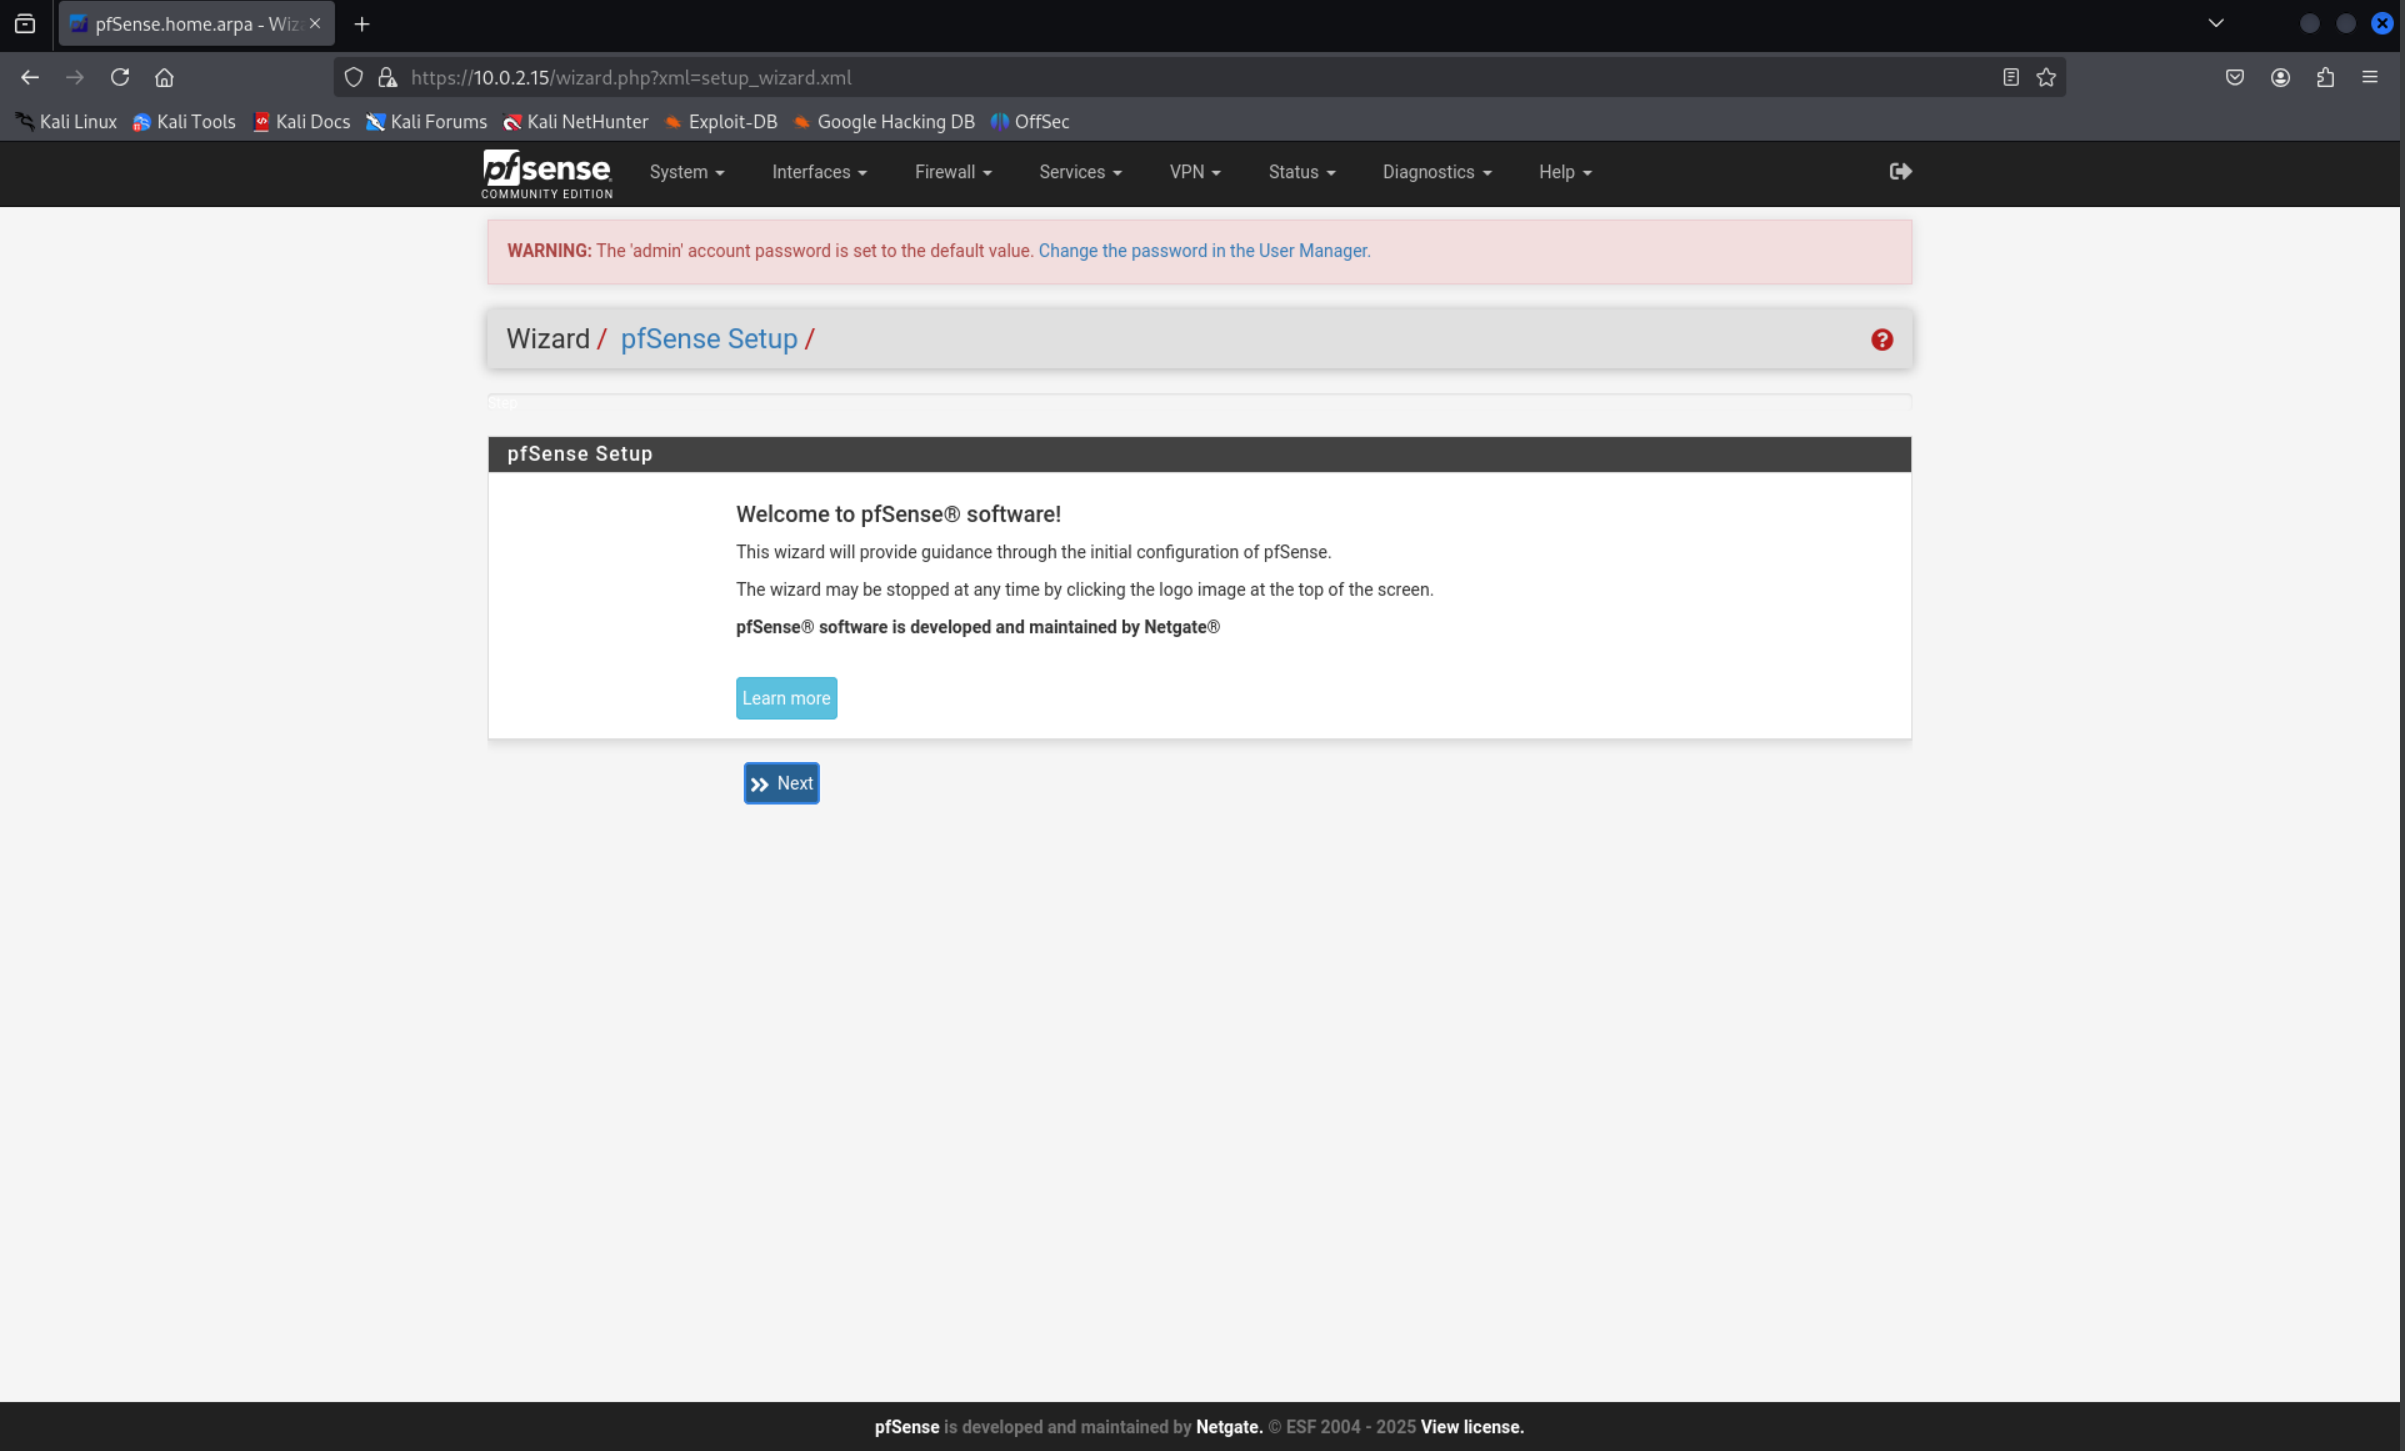 pfSense.home.arpa - Wiz
https://10.0.2.15/wizard.php?xml=setup_wizard.xml
Kali Linux Kali Tools Kali Docs Kali Forums Kali NetHunter Exploit-DB Google Hacking DB OffSec
pfsense System Interfaces Firewall Services VPN Status Diagnostics Help
COMMUNITY EDITION
WARNING: The 'admin' account password is set to the default value. Change the password in the User Manager.
Wizard / pfSense Setup /
Step
pfSense Setup
Welcome to pfSense® software!
This wizard will provide guidance through the initial configuration of pfSense.
The wizard may be stopped at any time by clicking the logo image at the top of the screen.
pfSense® software is developed and maintained by Netgate®
Learn more
Next
pfSense is developed and maintained by Netgate. © ESF 2004 - 2025 View license.